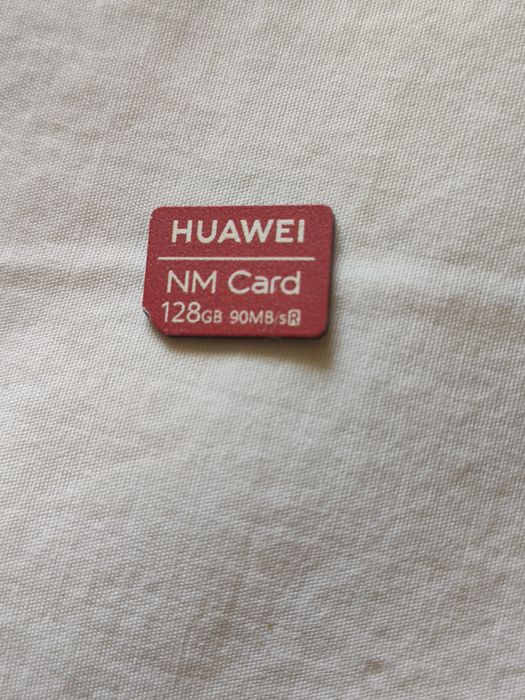 HUAWEI
NM Card
128GB 90MB/s R